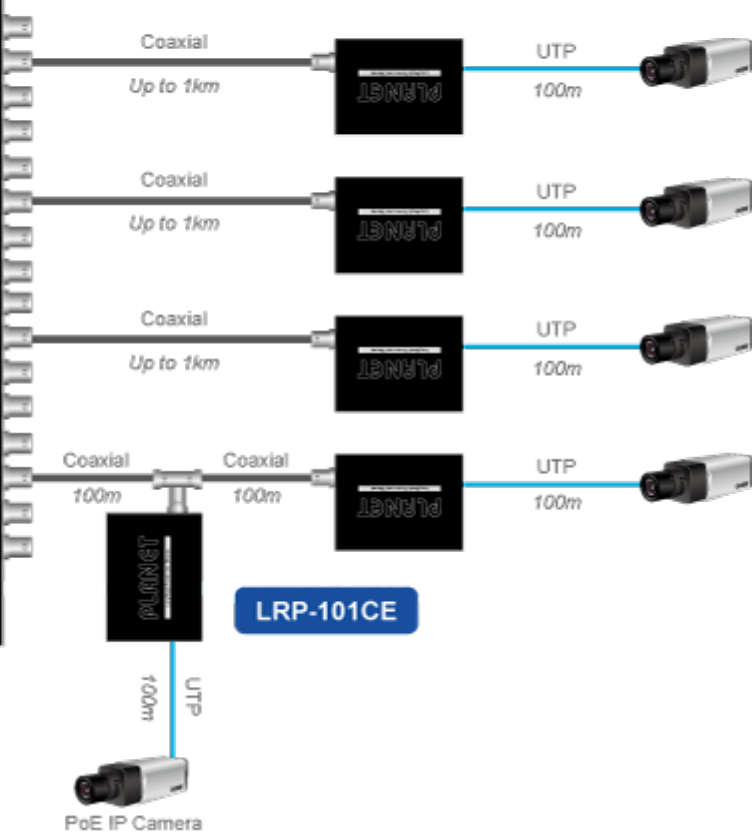 Coaxial
Up to 1km
PLANET
UTP
100m
Coaxial
Up to 1km
PLANET
UTP
100m
Coaxial
Up to 1km
PLANET
UTP
100m
Coaxial
100m
Coaxial
100m
PLANET
UTP
100m
PLANET
LRP-101CE
UTP
100m
PoE IP Camera